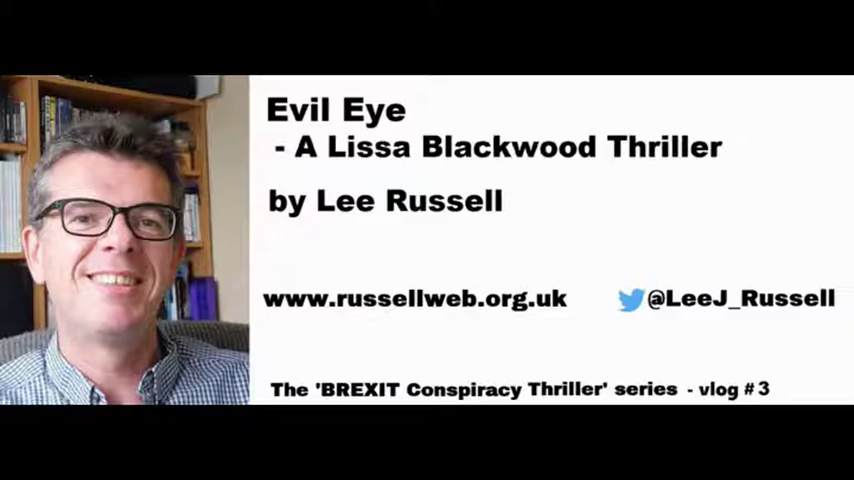 Evil Eye
- A Lissa Blackwood Thriller
by Lee Russell
www.russellweb.org.uk @LeeJ_Russell
The 'BREXIT Conspiracy Thriller' series - vlog #3